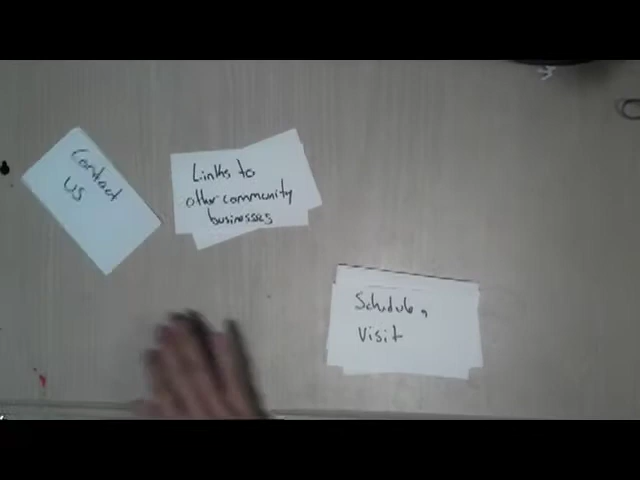 Contact
US
Links to
other community
businesses
Schedule a
Visit